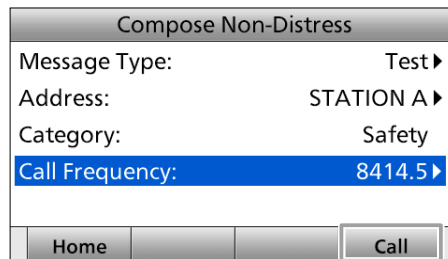 Compose Non-Distress
Message Type: Test
Address: STATION A
Category: Safety
Call Frequency: 8414.5
Home Call